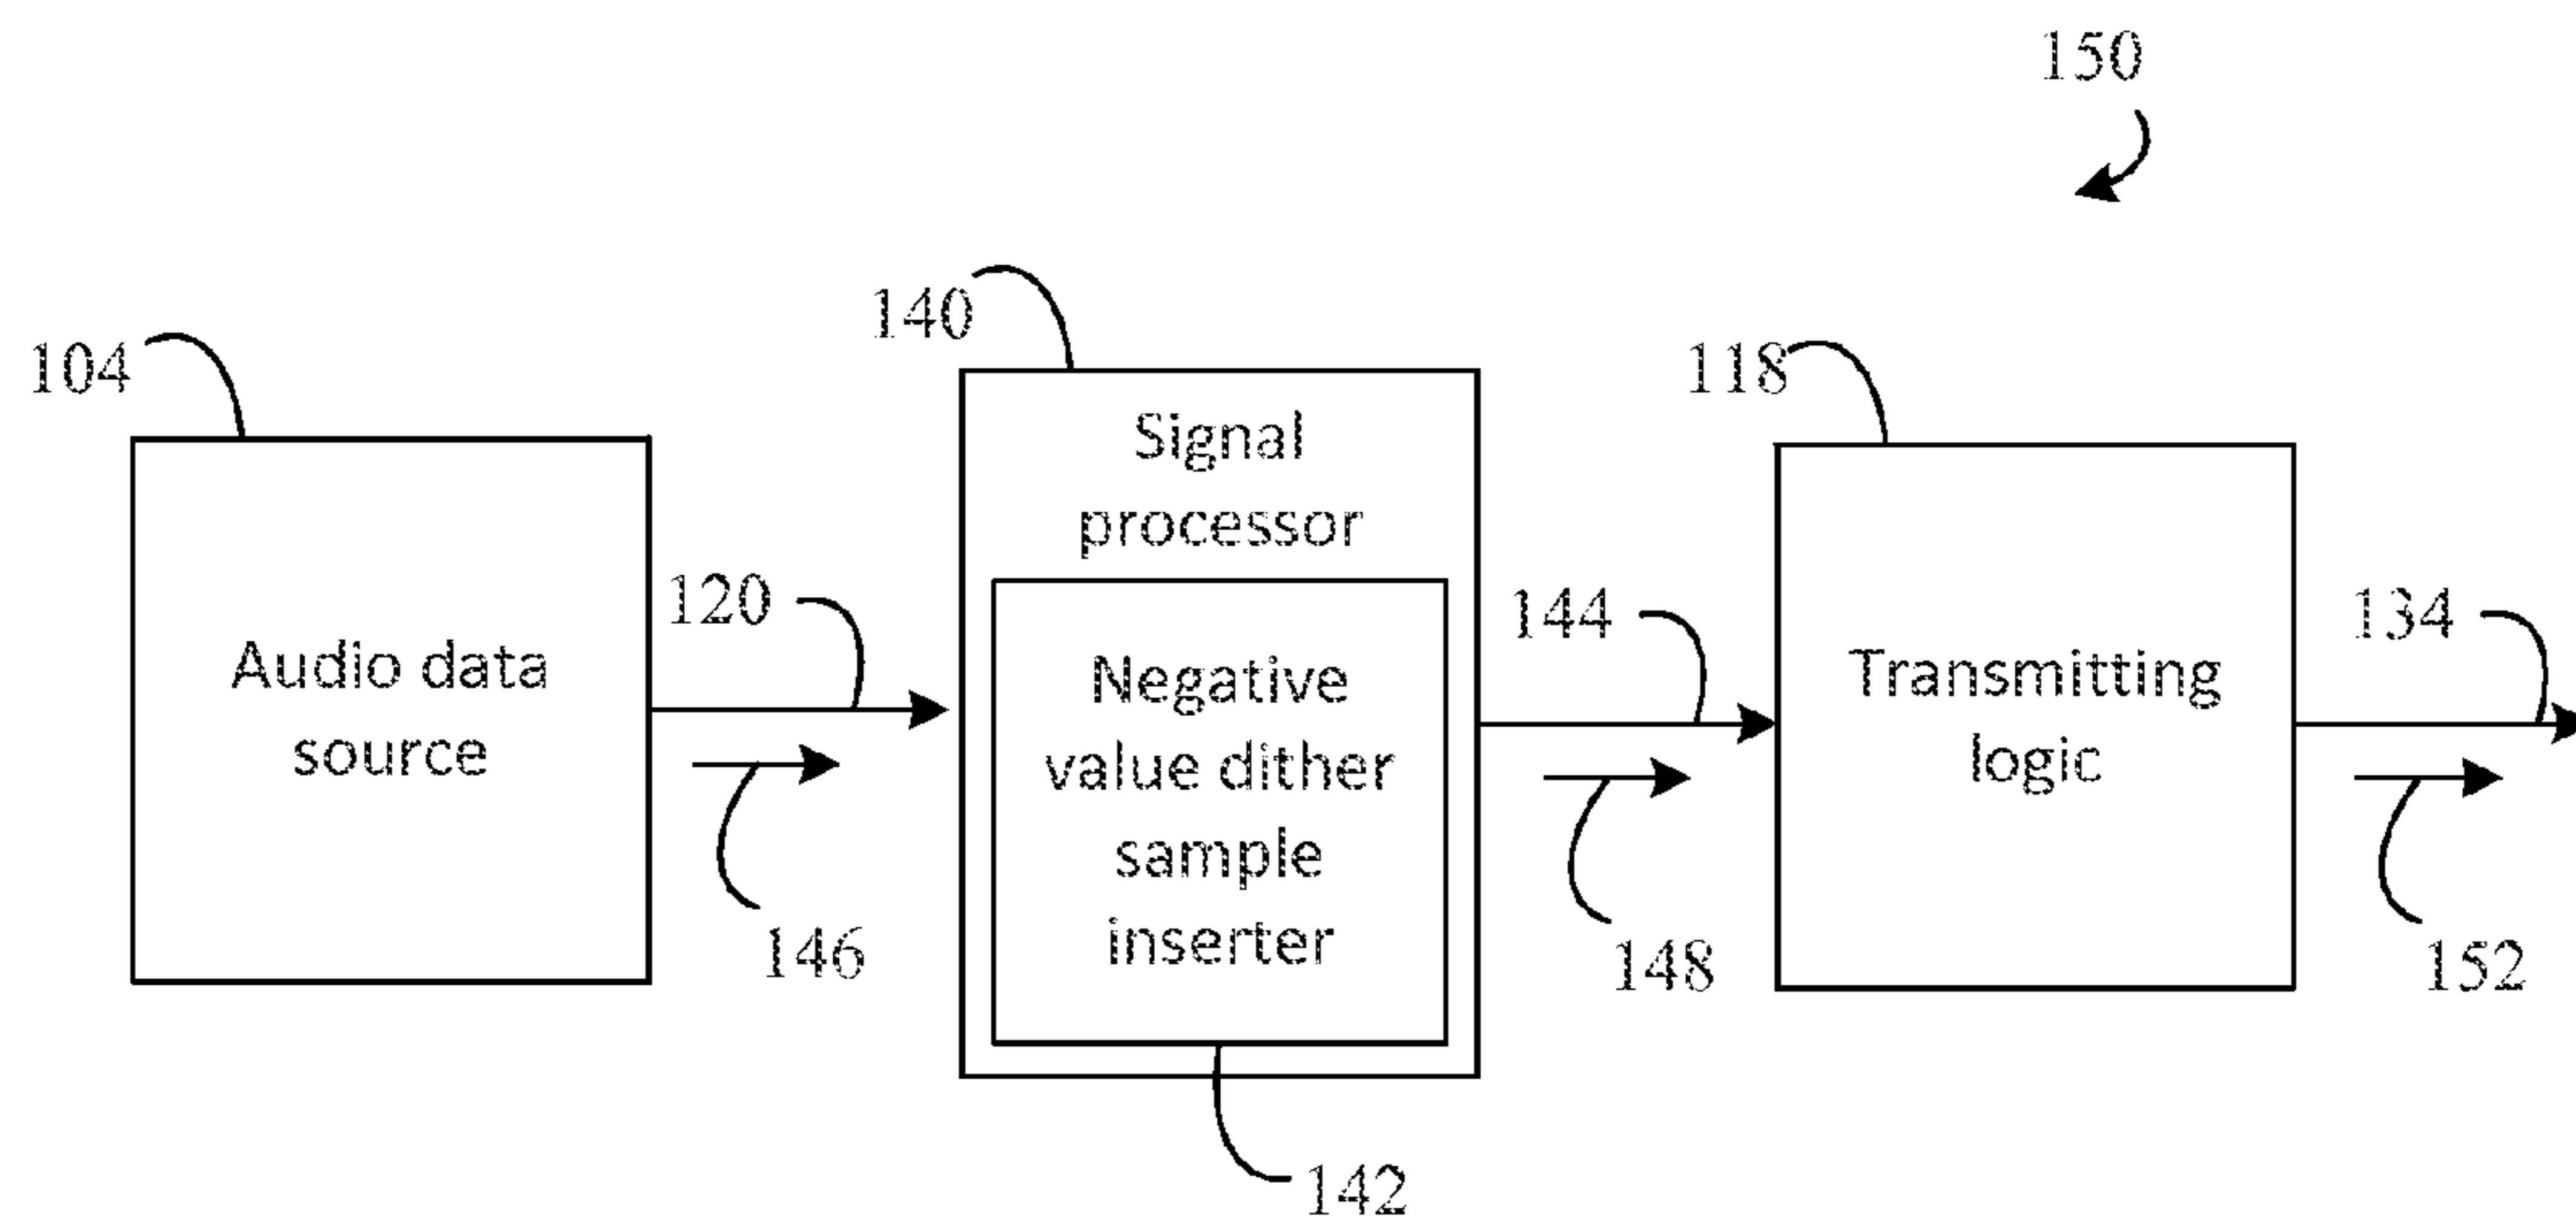 150
140
104
118
Signal
processor
120
144
134
Audio data
source
Negative
value dither
sample
inserter
Transmitting
logic
146
148
152
142